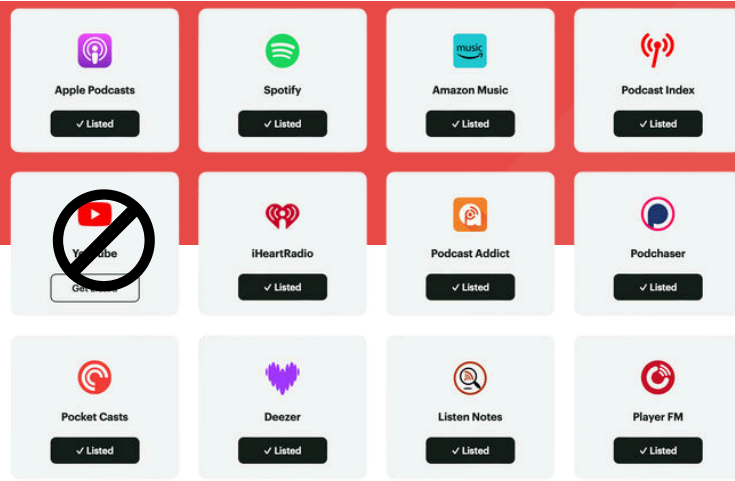 music
Apple Podcasts
Spotify
Amazon Music
Podcast Index
✓ Listed
✓ Listed
✓ Listed
✓ Listed
iHeartRadio
Podcast Addict
Podchaser
Get
✓ Listed
✓ Listed
✓ Listed
Pocket Casts
Deezer
Listen Notes
Player FM
✓ Listed
✓ Listed
✓ Listed
✓ Listed